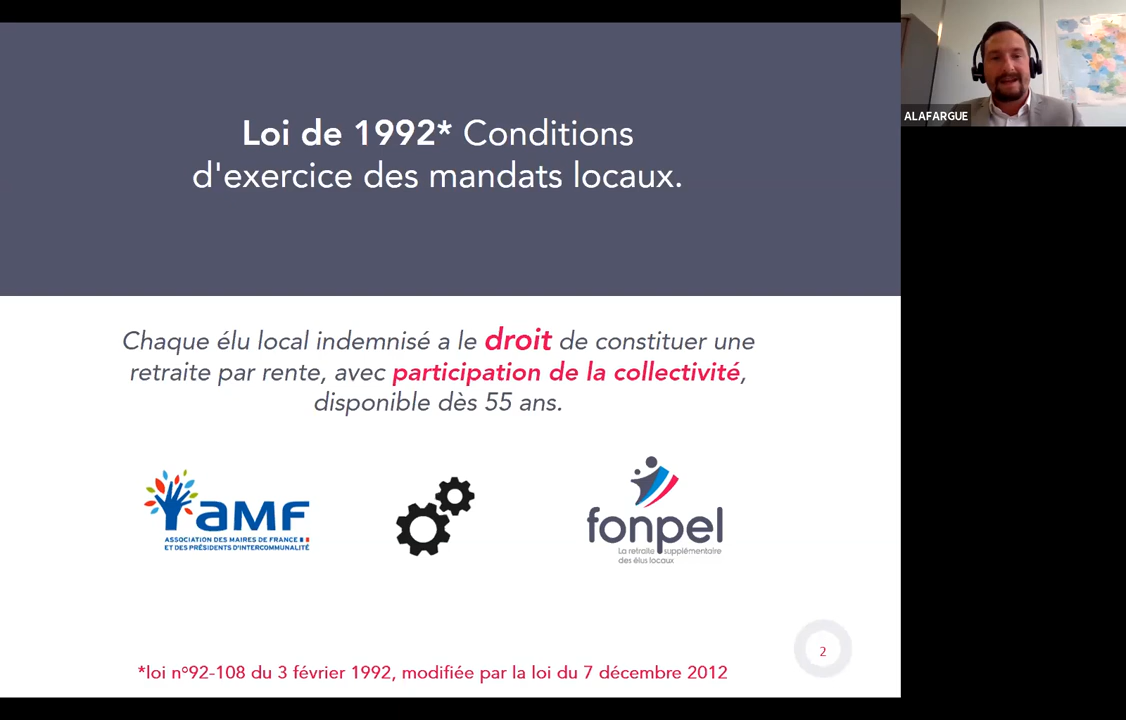 Loi de 1992* Conditions
d'exercice des mandats locaux.
ALAFARGUE
Chaque élu local indemnisé a le droit de constituer une
retraite par rente, avec participation de la collectivité,
disponible dès 55 ans.
aMF
ASSOCIATION DES MAIRES DE FRANCE
ET DES PRÉSIDENTS D'INTERCOMMUNALITÉ
fonpel
La retraite supplémentaire
des élus locaux
2
*loi n°92-108 du 3 février 1992, modifiée par la loi du 7 décembre 2012